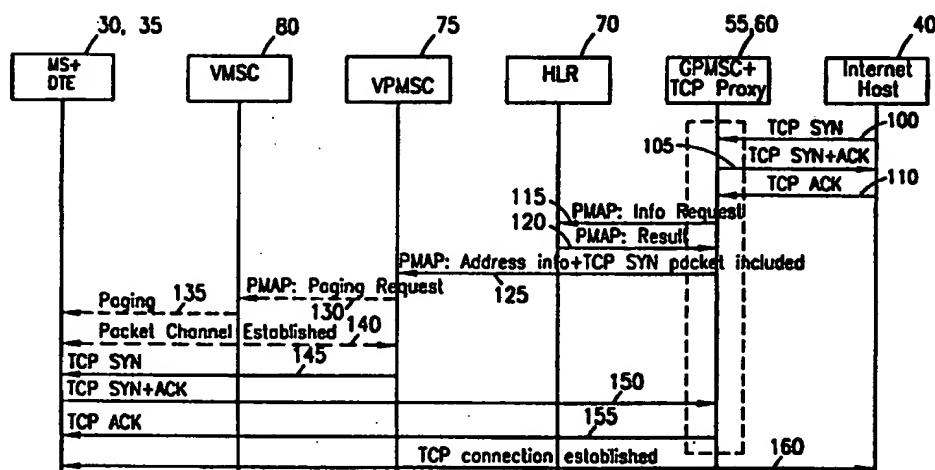 30, 35
80
75
70
55,60
40
MS+
DTE
VMSC
VPMSC
HLR
GPMSC+
TCP Proxy
Internet
Host
TCP SYN
100
105
TCP SYN+ACK
TCP ACK
110
115
PMAP: Info Request
120
PMAP: Result
PMAP: Address info+TCP SYN packet included
125
PMAP: Paging Request
130
Paging
135
Packet Channel Established
140
TCP SYN
145
TCP SYN+ACK
150
TCP ACK
155
TCP connection established
160